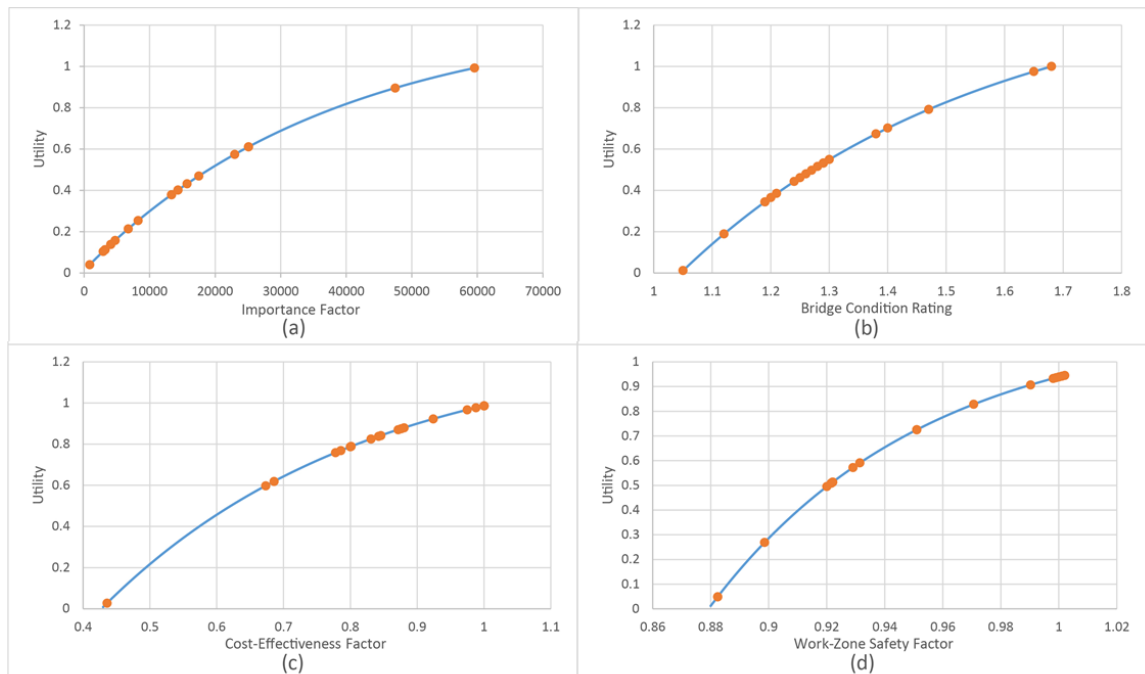 1.2
1
0.8
0.6
0.4
0.2
0
Utility
0 10000 20000 30000 40000 50000 60000 70000
Importance Factor
(a)
1.2
1
0.8
0.6
0.4
0.2
0
Utility
1 1.1 1.2 1.3 1.4 1.5 1.6 1.7 1.8
Bridge Condition Rating
(b)
1.2
1
0.8
0.6
0.4
0.2
0
Utility
0.4 0.5 0.6 0.7 0.8 0.9 1 1.1
Cost-Effectiveness Factor
(c)
1
0.9
0.8
0.7
0.6
0.5
0.4
0.3
0.2
0.1
0
Utility
0.86 0.88 0.9 0.92 0.94 0.96 0.98 1 1.02
Work-Zone Safety Factor
(d)